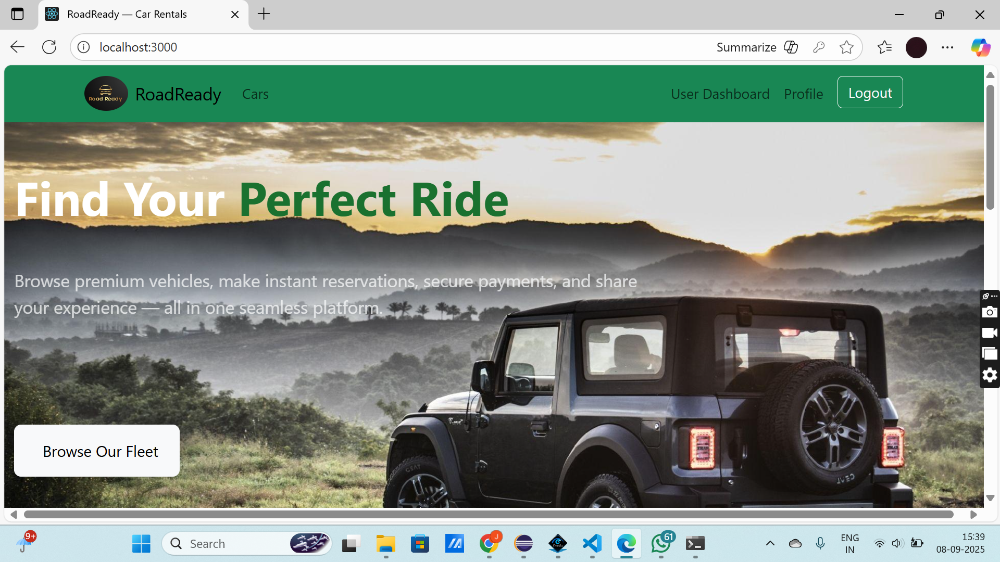 RoadReady — Car Rentals
localhost:3000
Summarize
Road Ready
RoadReady
Cars
User Dashboard
Profile
Logout
Find Your Perfect Ride
Browse premium vehicles, make instant reservations, secure payments, and share
your experience — all in one seamless platform.
CEAT
CEAT
Browse Our Fleet
9+
Search
J
61
ENG
IN
15:39
08-09-2025